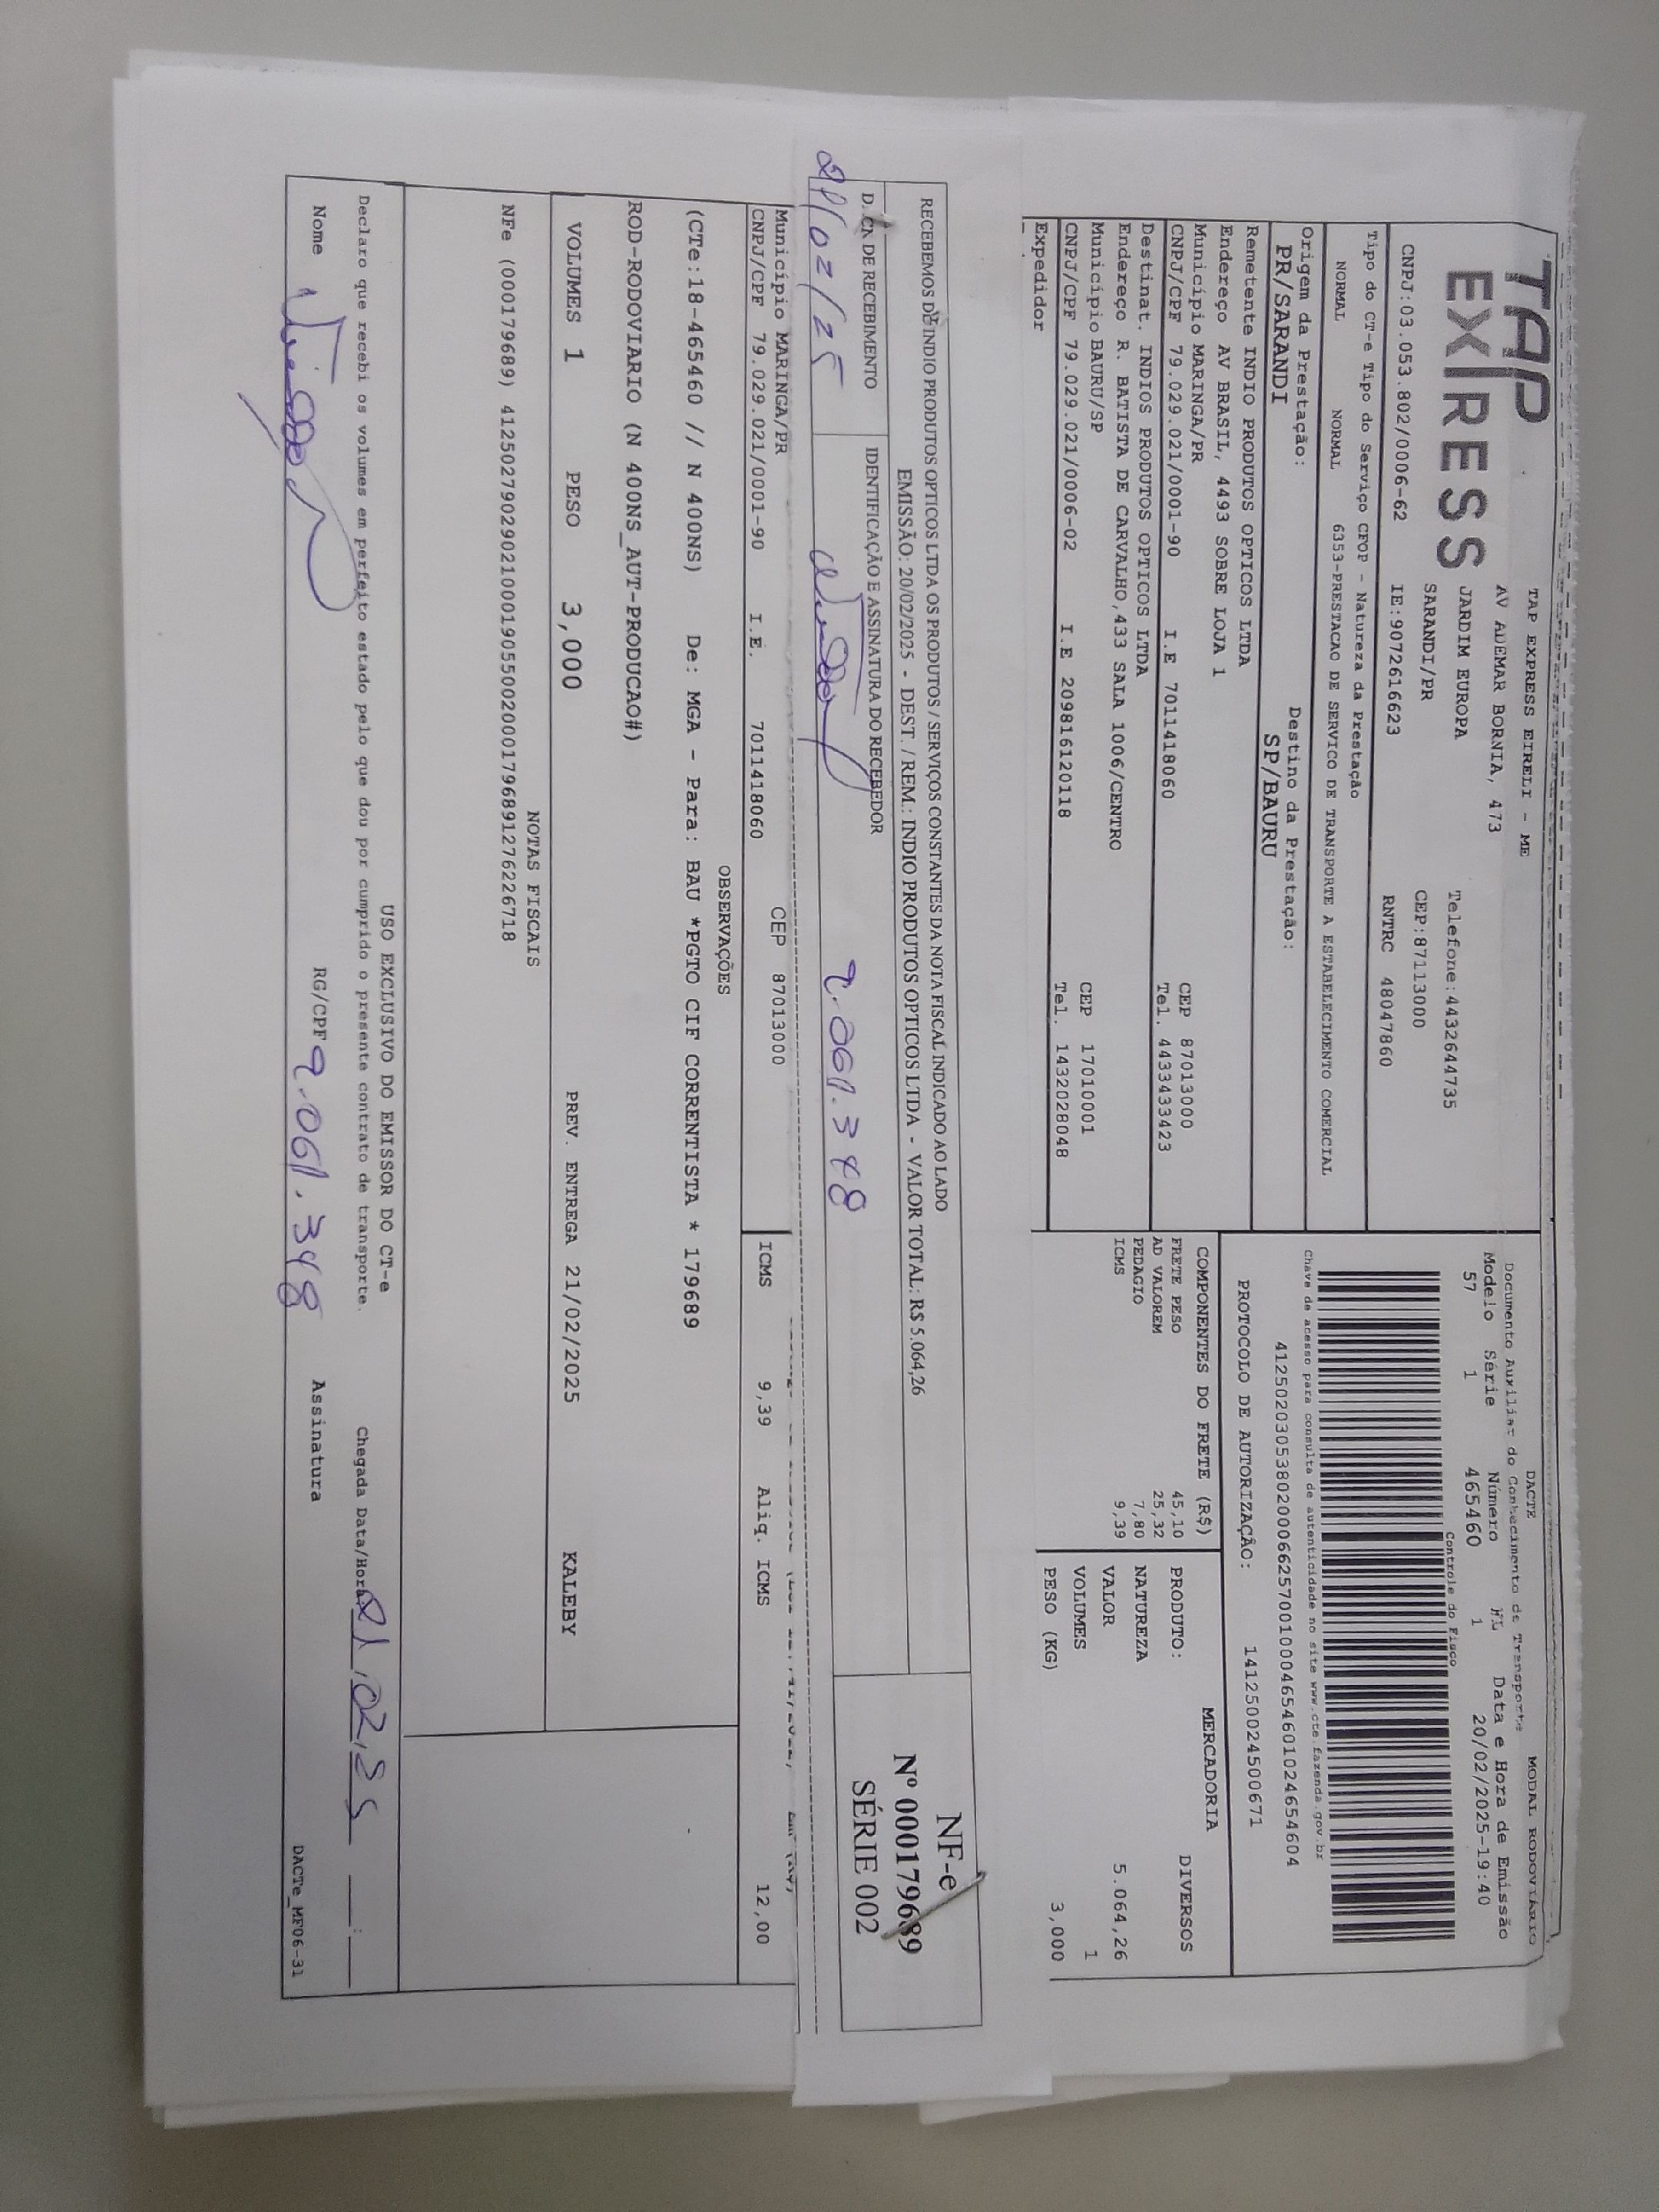 TAP
EXPRESS
TAP EXPRESS EIRELI - ME
AV ADEMAR BORNIA, 473
JARDIM EUROPA
Telefone:4432644735
SARANDI/PR
CEP:87113000
CNPJ:03.053.802/0006-62
IE:9072616623
RNTRC 48047860
DACTE
MODAL RODOVIÁRIO
Documento Auxiliar do Conhecimento de Transporte
Modelo Série Número FL Data e Hora de Emissão
57 1 465460 1 20/02/2025-19:40
Controle do Fisco
Chave de acesso para consulta de autenticidade no site www.cte.fazenda.gov.br
41250203053802000662570010004654601024654604
PROTOCOLO DE AUTORIZAÇÃO: 141250024500671
Tipo do CT-e Tipo do Serviço CFOP - Natureza da Prestação
NORMAL NORMAL 6353-PRESTACAO DE SERVICO DE TRANSPORTE A ESTABELECIMENTO COMERCIAL
Origem da Prestação: Destino da Prestação:
PR/SARANDI SP/BAURU
Remetente INDIO PRODUTOS OPTICOS LTDA
Endereço AV BRASIL, 4493 SOBRE LOJA 1
Município MARINGA/PR CEP 87013000
CNPJ/CPF 79.029.021/0001-90 I.E 7011418060 Tel. 4433433423
Destinat. INDIOS PRODUTOS OPTICOS LTDA
Endereço R. BATISTA DE CARVALHO,433 SALA 1006/CENTRO
Município BAURU/SP CEP 17010001
CNPJ/CPF 79.029.021/0006-02 I.E 209816120118 Tel. 1432028048
Expedidor
COMPONENTES DO FRETE (R$)
FRETE PESO 45,10
AD VALOREM 25,32
PEDAGIO 7,80
ICMS 9,39
MERCADORIA
PRODUTO: DIVERSOS
NATUREZA
VALOR 5.064,26
VOLUMES 1
PESO (KG) 3,000
RECEBEMOS DE INDIO PRODUTOS OPTICOS LTDA OS PRODUTOS / SERVIÇOS CONSTANTES DA NOTA FISCAL INDICADO AO LADO
EMISSÃO: 20/02/2025 - DEST. / REM.: INDIO PRODUTOS OPTICOS LTDA - VALOR TOTAL: R$ 5.064,26
DE RECEBIMENTO
IDENTIFICAÇÃO E ASSINATURA DO RECEBEDOR
21/02/25 9.061.348
NF-e
Nº 000179689
SÉRIE 002
Município MARINGA/PR CEP 87013000
CNPJ/CPF 79.029.021/0001-90 I.E. 7011418060
ICMS 9,39 Aliq. ICMS 12,00
OBSERVAÇÕES
(CTe:18-465460 // N 400NS) De: MGA - Para: BAU *PGTO CIF CORRENTISTA * 179689
ROD-RODOVIARIO (N 400NS_AUT-PRODUCAO#)
VOLUMES 1 PESO 3,000 PREV. ENTREGA 21/02/2025 KALEBY
NOTAS FISCAIS
NFe (000179689) 41250279029021000190550020001796891276226718
USO EXCLUSIVO DO EMISSOR DO CT-e
Declaro que recebi os volumes em perfeito estado pelo que dou por cumprido o presente contrato de transporte. Chegada Data/Hora 21,02,25 __:__
Nome RG/CPF 9.061.348 Assinatura
DACTe_MF06-31